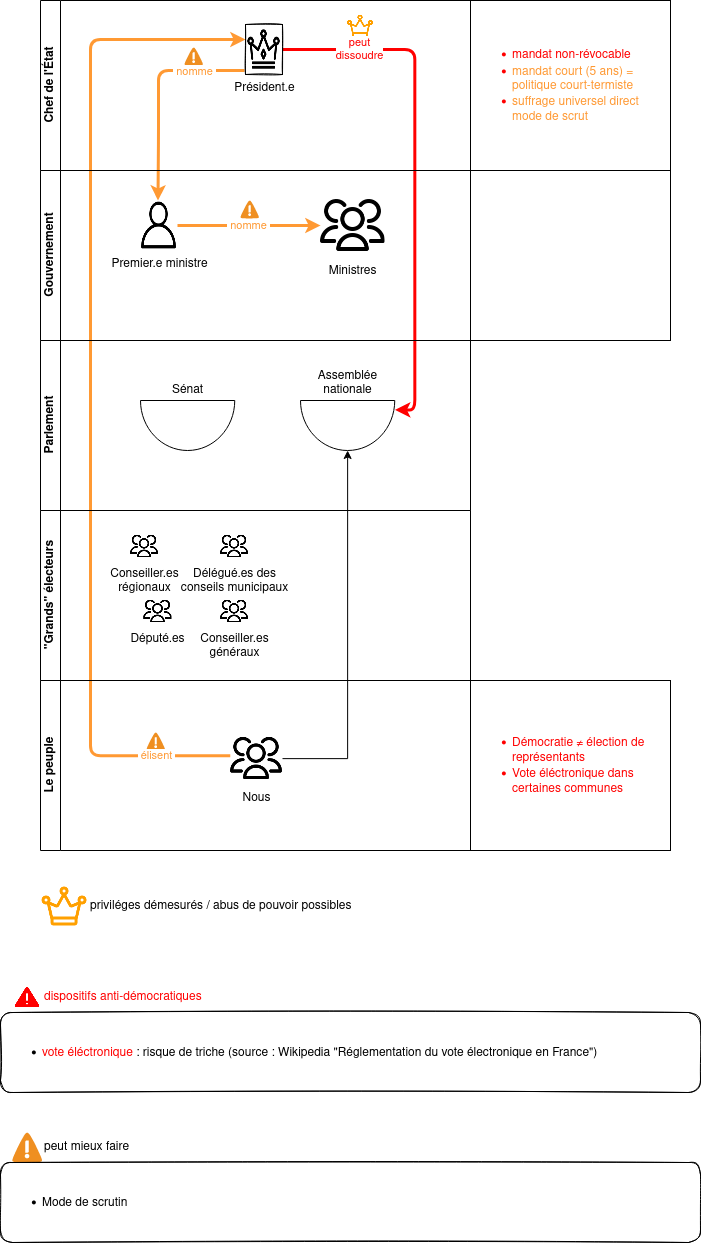 Chef de l'État
peut
dissoudre
nomme
Président.e
mandat non-révocable
mandat court (5 ans) =
politique court-termiste
suffrage universel direct
mode de scrut
Gouvernement
nomme
Premier.e ministre
Ministres
Parlement
Sénat
Assemblée
nationale
"Grands" électeurs
Conseiller.es
régionaux
Délégué.es des
conseils municipaux
Député.es
Conseiller.es
généraux
Le peuple
élisent
Nous
Démocratie ≠ élection de
représentants
Vote éléctronique dans
certaines communes
priviléges démesurés / abus de pouvoir possibles
dispositifs anti-démocratiques
vote éléctronique : risque de triche (source : Wikipedia "Réglementation du vote électronique en France")
peut mieux faire
Mode de scrutin